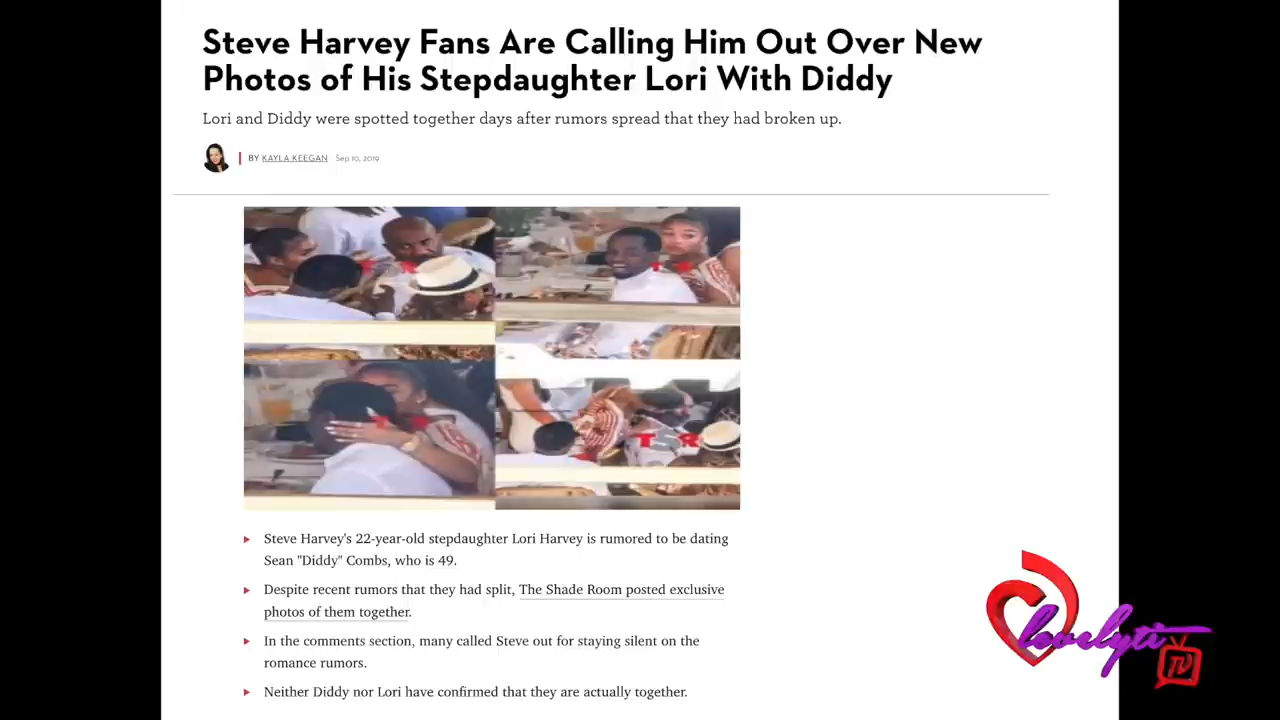 Steve Harvey Fans Are Calling Him Out Over New
Photos of His Stepdaughter Lori With Diddy
Lori and Diddy were spotted together days after rumors spread that they had broken up.
BY KAYLA KEEGAN Sep 10, 2019
TSR
▸ Steve Harvey's 22-year-old stepdaughter Lori Harvey is rumored to be dating
Sean "Diddy" Combs, who is 49.
▸ Despite recent rumors that they had split, The Shade Room posted exclusive
photos of them together.
▸ In the comments section, many called Steve out for staying silent on the
romance rumors.
▸ Neither Diddy nor Lori have confirmed that they are actually together.
lovelyti
TV